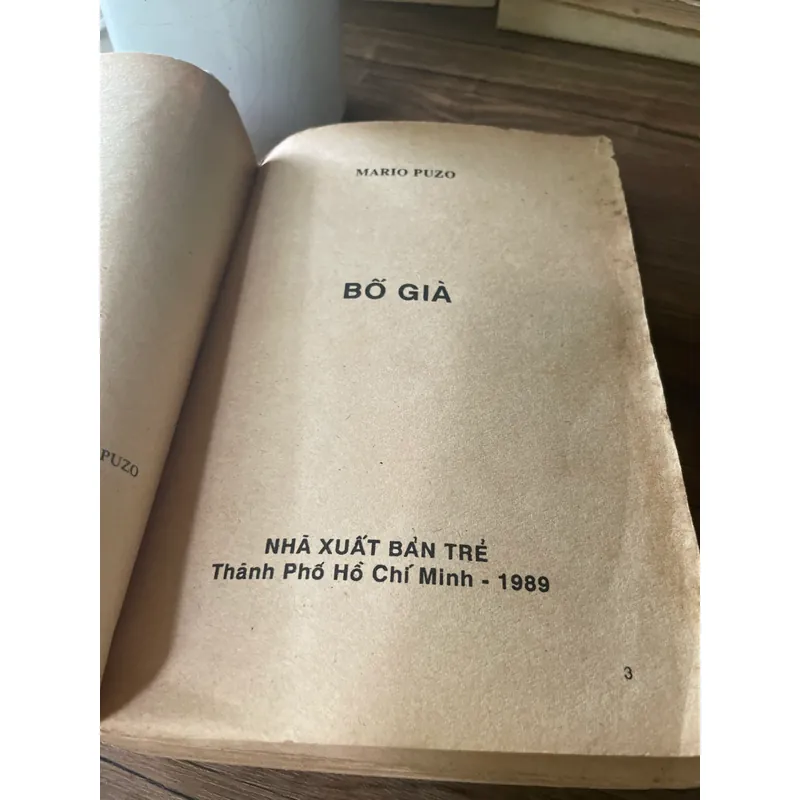 PUZO
MARIO PUZO
BỐ GIÀ
NHÀ XUẤT BẢN TRẺ
Thành Phố Hồ Chí Minh - 1989
3